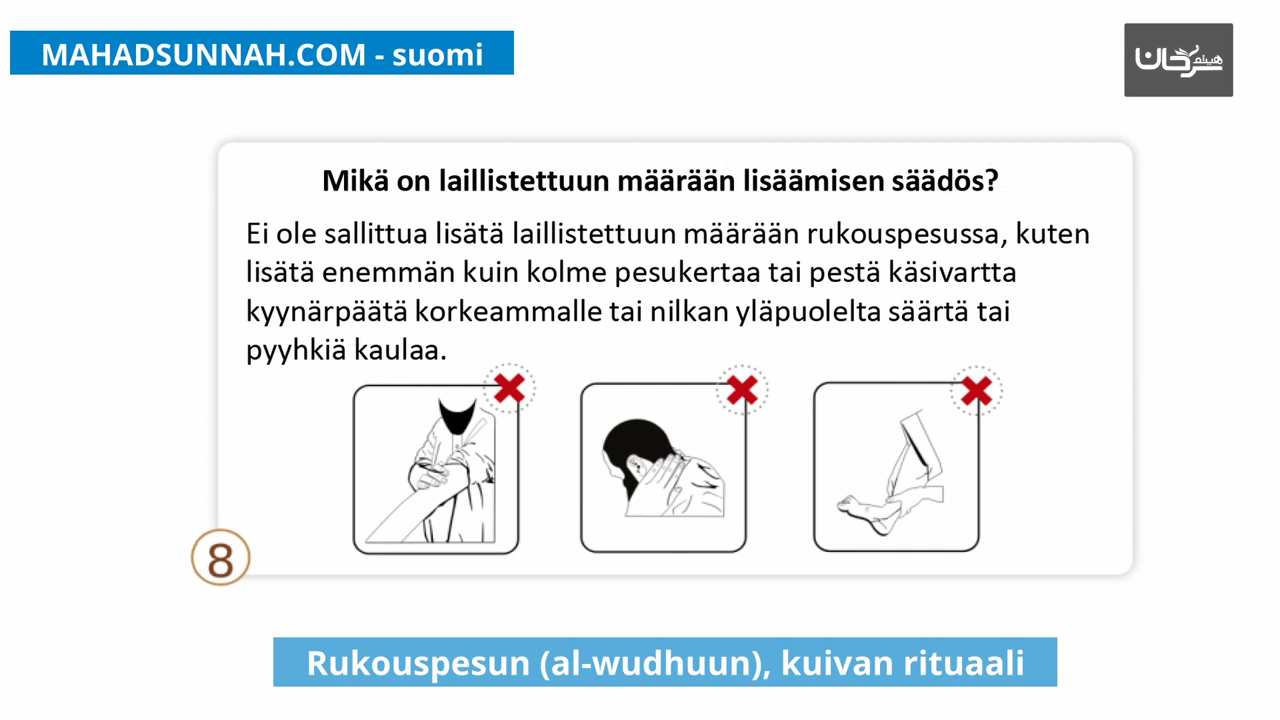 MAHADSUNNAH.COM - suomi
هيثم
سرحان
Mikä on laillistettuun määrään lisäämisen säädös?
Ei ole sallittua lisätä laillistettuun määrään rukouspesussa, kuten
lisätä enemmän kuin kolme pesukertaa tai pestä käsivartta
kyynärpäätä korkeammalle tai nilkan yläpuolelta säärtä tai
pyyhkiä kaulaa.
8
Rukouspesun (al-wudhuun), kuivan rituaali